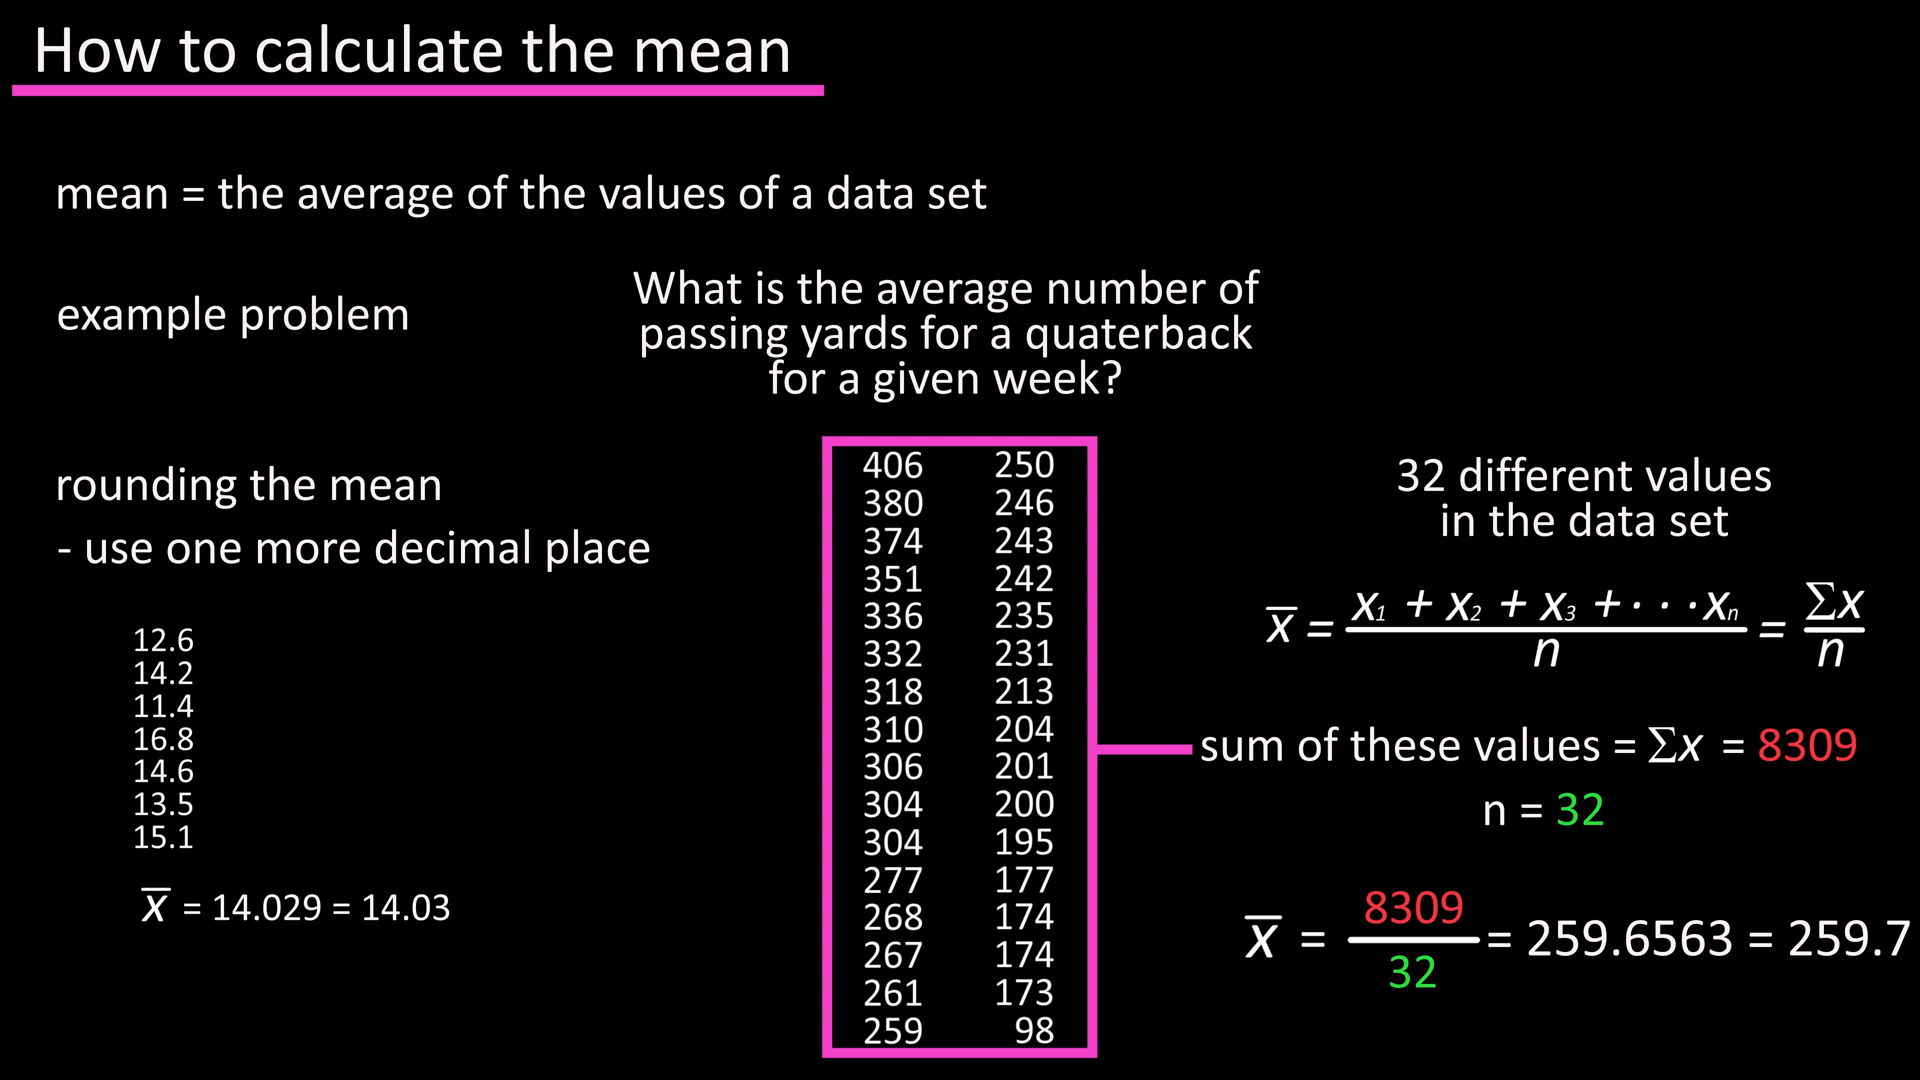 How to calculate the mean
mean = the average of the values of a data set
example problem
What is the average number of
passing yards for a quaterback
for a given week?
rounding the mean
- use one more decimal place
12.6
14.2
11.4
16.8
14.6
13.5
15.1
x̅ = 14.029 = 14.03
406 250
380 246
374 243
351 242
336 235
332 231
318 213
310 204
306 201
304 200
304 195
277 177
268 174
267 174
261 173
259 98
32 different values
in the data set
x̅ = x₁ + x₂ + x₃ + · · · xₙ / n = Σx / n
sum of these values = Σx = 8309
n = 32
x̅ = 8309 / 32 = 259.6563 = 259.7